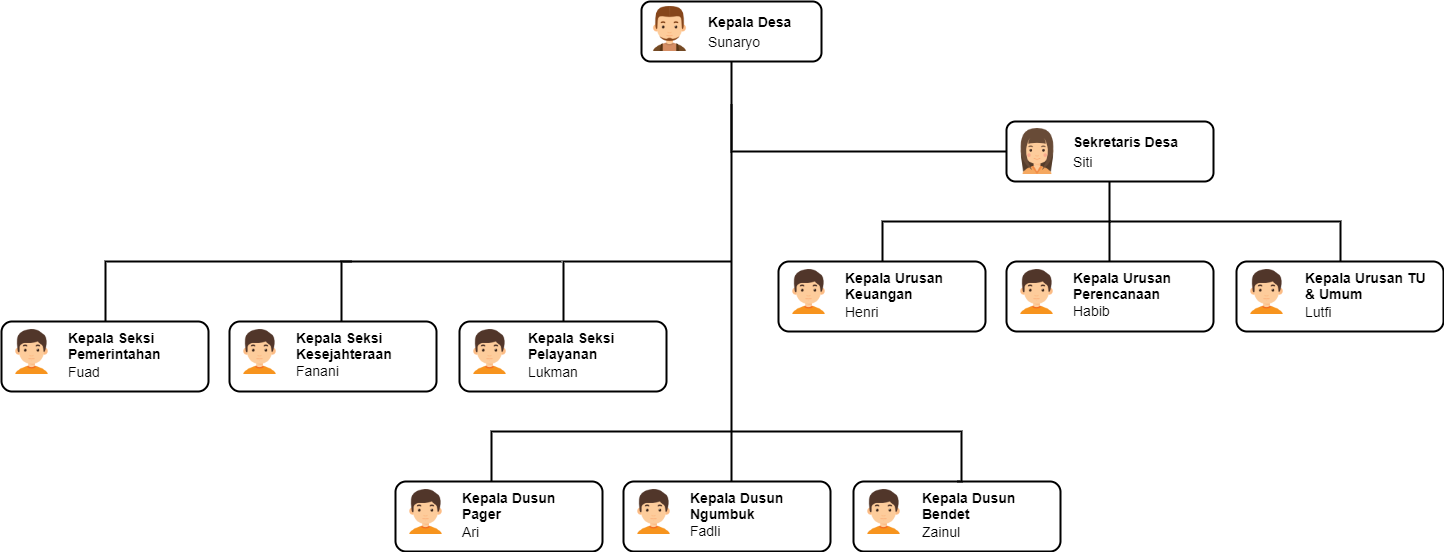 Kepala Desa
Sunaryo
Sekretaris Desa
Siti
Kepala Urusan
Keuangan
Henri
Kepala Urusan
Perencanaan
Habib
Kepala Urusan TU
& Umum
Lutfi
Kepala Seksi
Pemerintahan
Fuad
Kepala Seksi
Kesejahteraan
Fanani
Kepala Seksi
Pelayanan
Lukman
Kepala Dusun
Pager
Ari
Kepala Dusun
Ngumbuk
Fadli
Kepala Dusun
Bendet
Zainul